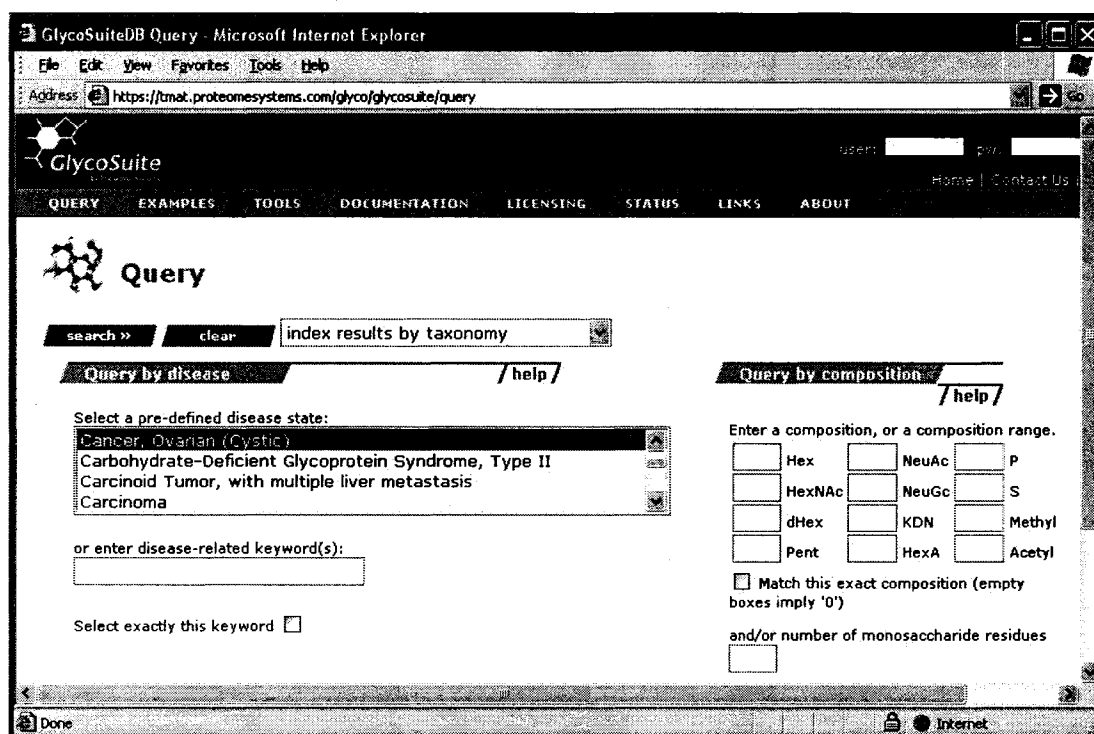 GlycoSuiteDB Query - Microsoft Internet Explorer
File Edit View Favorites Tools Help
Address https://tmat.proteomesystems.com/glyco/glycosuite/query Go
GlycoSuite
user: pw:
Home | Contact Us
QUERY EXAMPLES TOOLS DOCUMENTATION LICENSING STATUS LINKS ABOUT
Query
search » clear index results by taxonomy
Query by disease /help/
Select a pre-defined disease state:
Cancer, Ovarian (Cystic)
Carbohydrate-Deficient Glycoprotein Syndrome, Type II
Carcinoid Tumor, with multiple liver metastasis
Carcinoma
or enter disease-related keyword(s):
Select exactly this keyword
Query by composition
/help/
Enter a composition, or a composition range.
Hex NeuAc P
HexNAc NeuGc S
dHex KDN Methyl
Pent HexA Acetyl
Match this exact composition (empty
boxes imply '0')
and/or number of monosaccharide residues
Done Internet